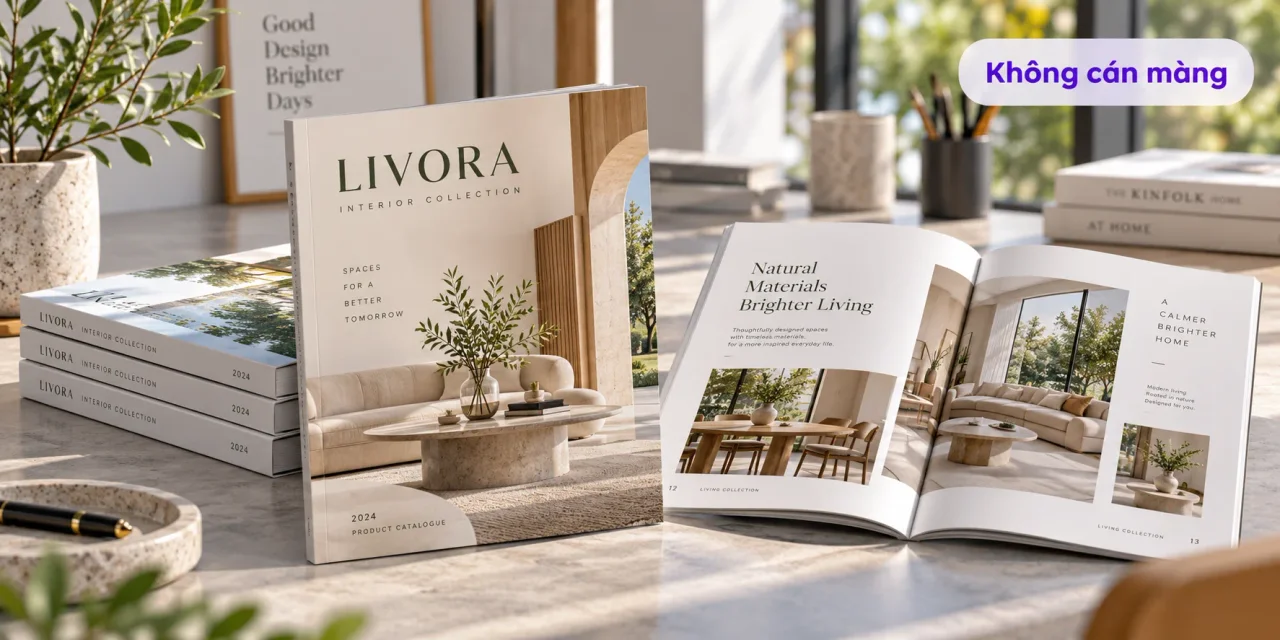 Good
Design
Brighter
Days
Không cán màng
LIVORA
INTERIOR COLLECTION
SPACES
FOR A
BETTER
TOMORROW
2024
PRODUCT CATALOGUE
LIVORA INTERIOR COLLECTION 2024
LIVORA INTERIOR COLLECTION 2024
LIVORA INTERIOR COLLECTION 2024
THE KINFOLK HOME
AT HOME
Natural
Materials
Brighter Living
Thoughtfully designed spaces
with timeless materials,
for a more inspired everyday life.
12 LIVING COLLECTION
A
CALMER
BRIGHTER
HOME
Modern living
Rooted in nature
Designed for you
LIVING COLLECTION 13